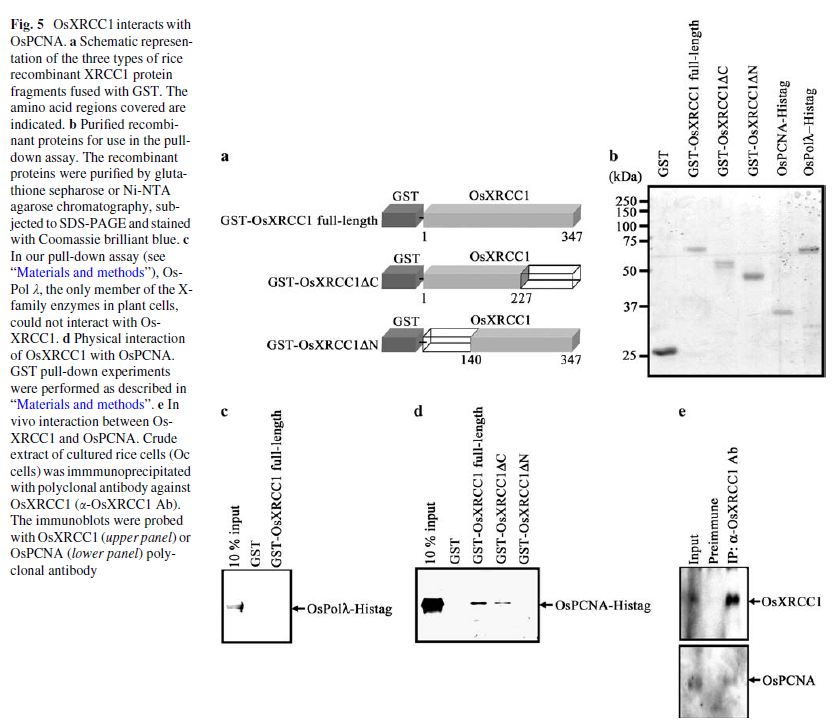 Fig. 5 OsXRCC1 interacts with
OsPCNA. a Schematic represen-
tation of the three types of rice
recombinant XRCC1 protein
fragments fused with GST. The
amino acid regions covered are
indicated. b Purified recombi-
nant proteins for use in the pull-
down assay. The recombinant
proteins were purified by gluta-
thione sepharose or Ni-NTA
agarose chromatography, sub-
jected to SDS-PAGE and stained
with Coomassie brilliant blue. c
In our pull-down assay (see
“Materials and methods”), Os-
Pol λ, the only member of the X-
family enzymes in plant cells,
could not interact with Os-
XRCC1. d Physical interaction
of OsXRCC1 with OsPCNA.
GST pull-down experiments
were performed as described in
“Materials and methods”. e In
vivo interaction between Os-
XRCC1 and OsPCNA. Crude
extract of cultured rice cells (Oc
cells) was immmunoprecipitated
with polyclonal antibody against
OsXRCC1 (α-OsXRCC1 Ab).
The immunoblots were probed
with OsXRCC1 (upper panel) or
OsPCNA (lower panel) poly-
clonal antibody
a
GST OsXRCC1
GST-OsXRCC1 full-length
1 347
GST OsXRCC1
GST-OsXRCC1ΔC
1 227
GST OsXRCC1
GST-OsXRCC1ΔN
140 347
b
(kDa)
GST
GST-OsXRCC1 full-length
GST-OsXRCC1ΔC
GST-OsXRCC1ΔN
OsPCNA-Histag
OsPolλ-Histag
250
150
100
75
50
37
25
c
10 % input
GST
GST-OsXRCC1 full-length
OsPolλ-Histag
d
10 % input
GST
GST-OsXRCC1 full-length
GST-OsXRCC1ΔC
GST-OsXRCC1ΔN
OsPCNA-Histag
e
Input
Preimmune
IP: α-OsXRCC1 Ab
OsXRCC1
OsPCNA